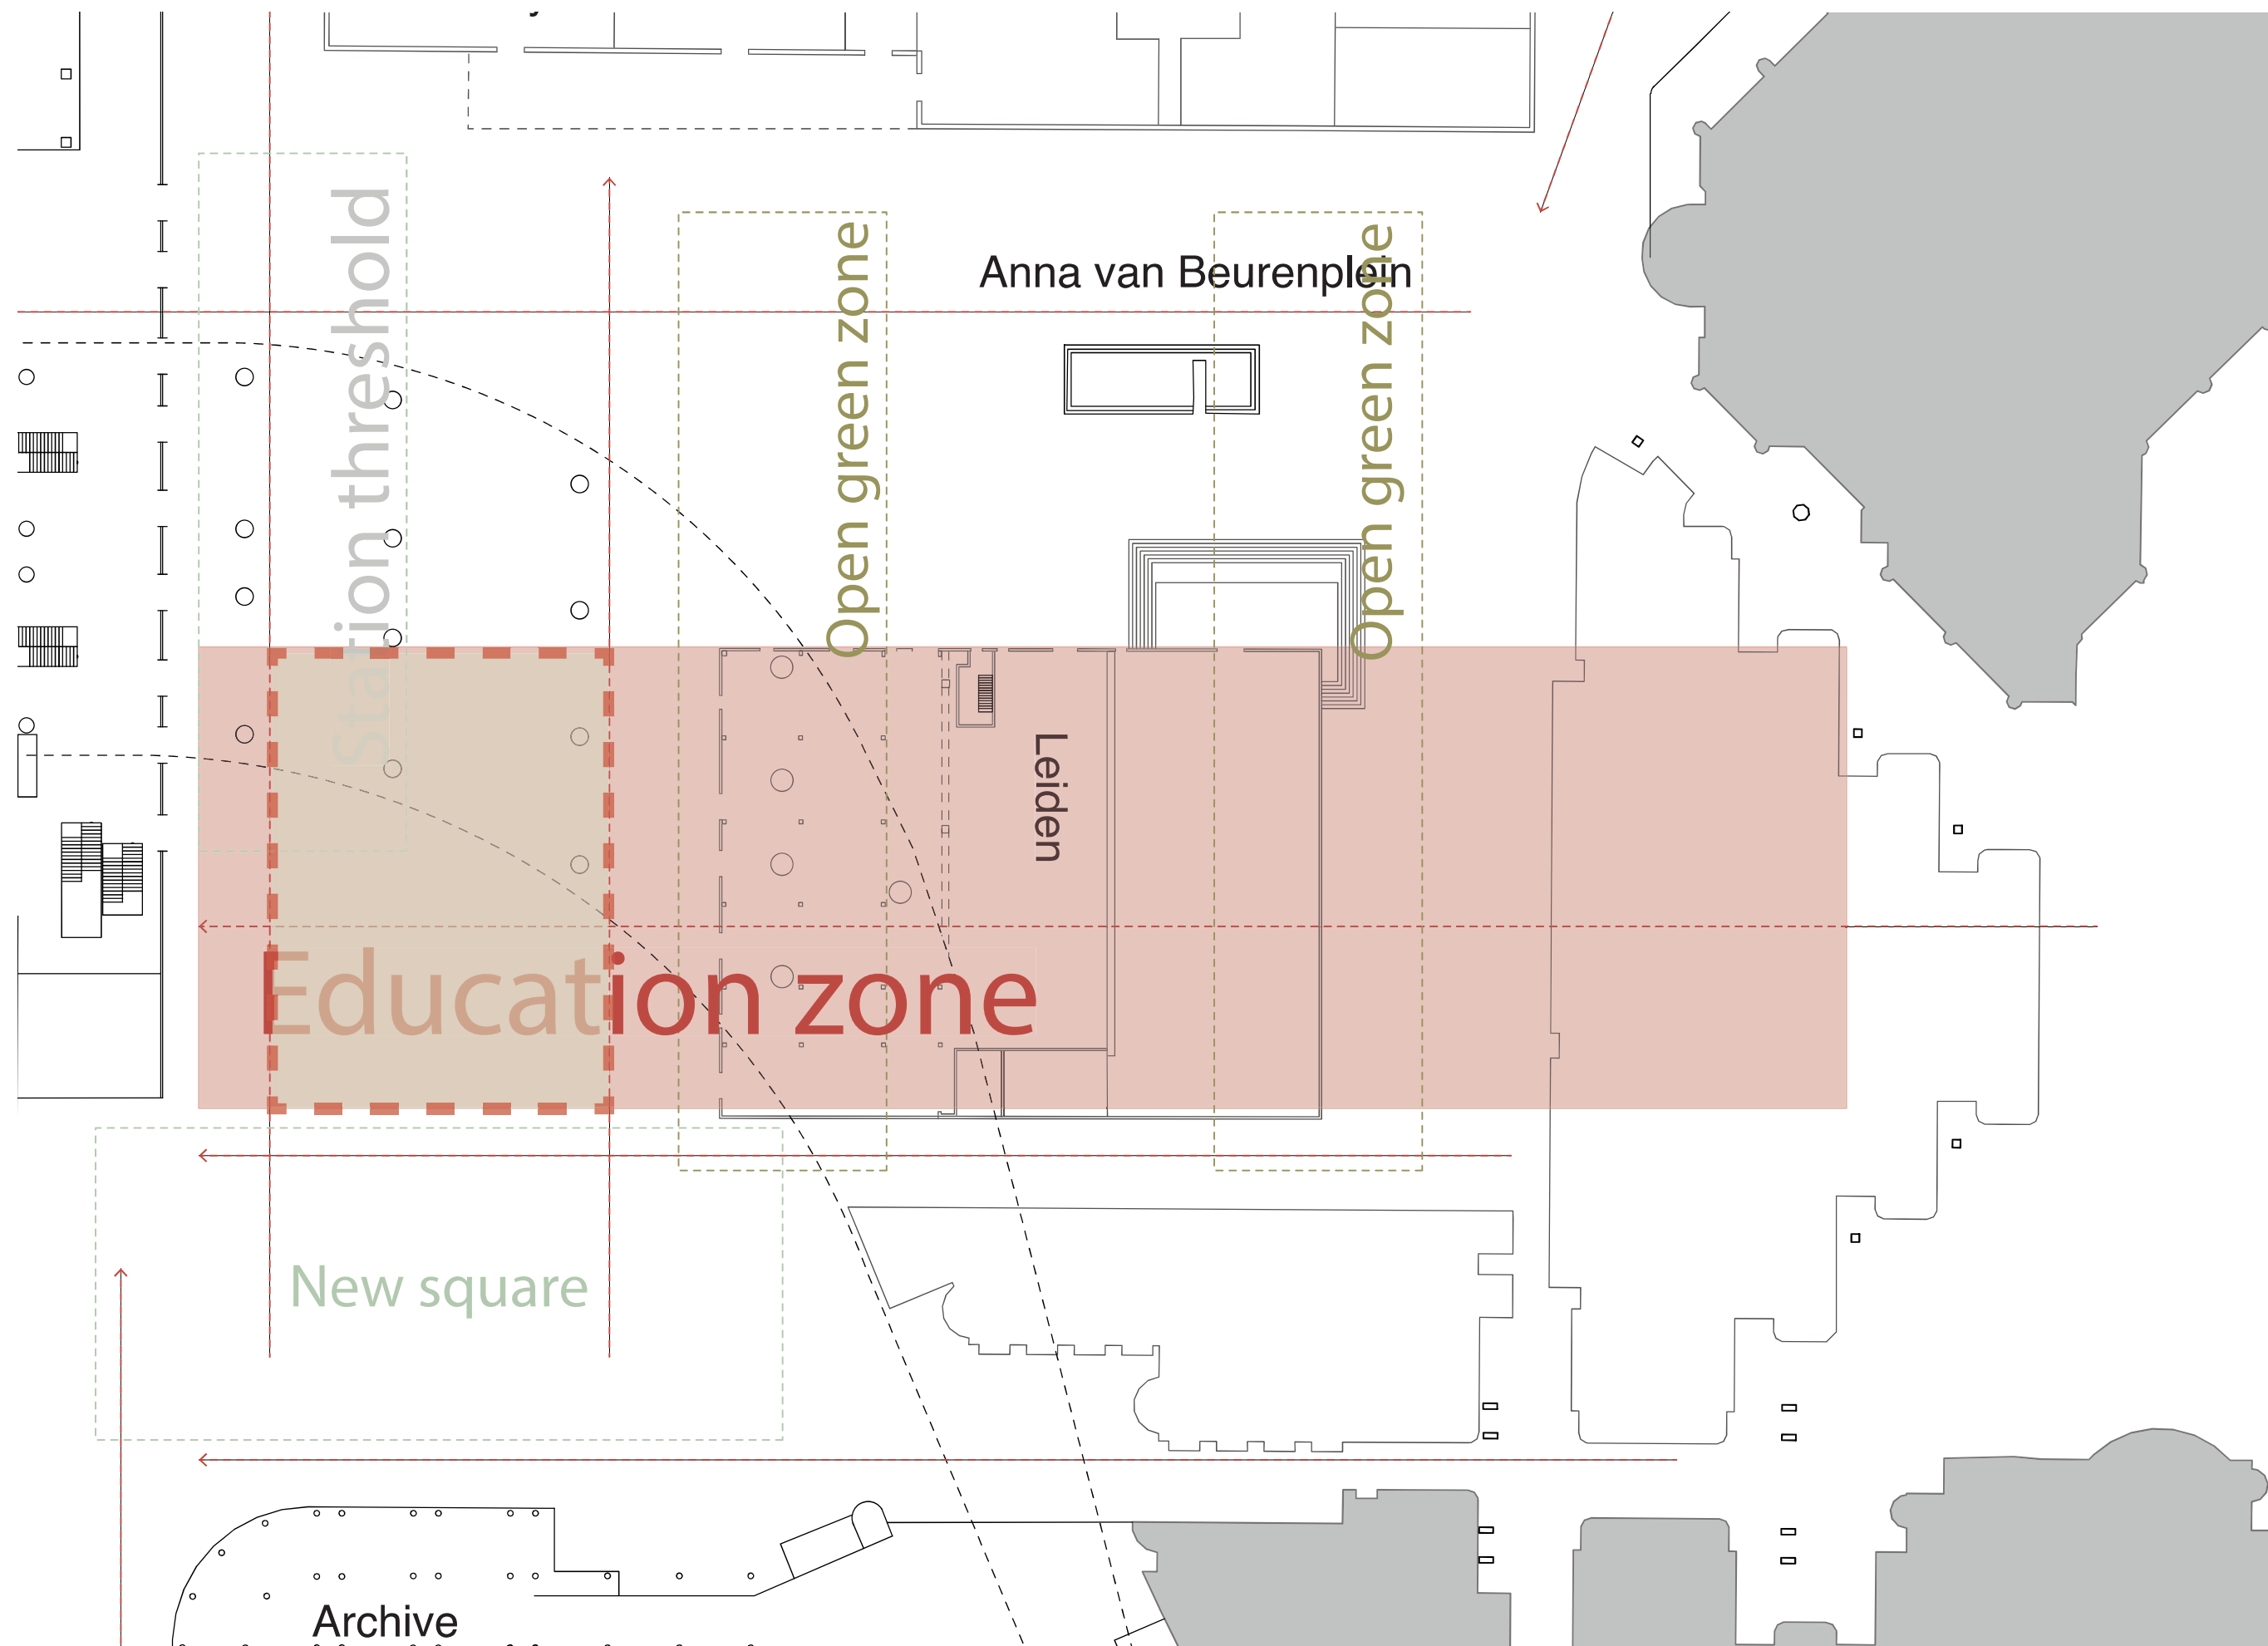 Station threshold
Open green zone
Anna van Beurenplein
Open green zone
Leiden
Education zone
New square
Archive